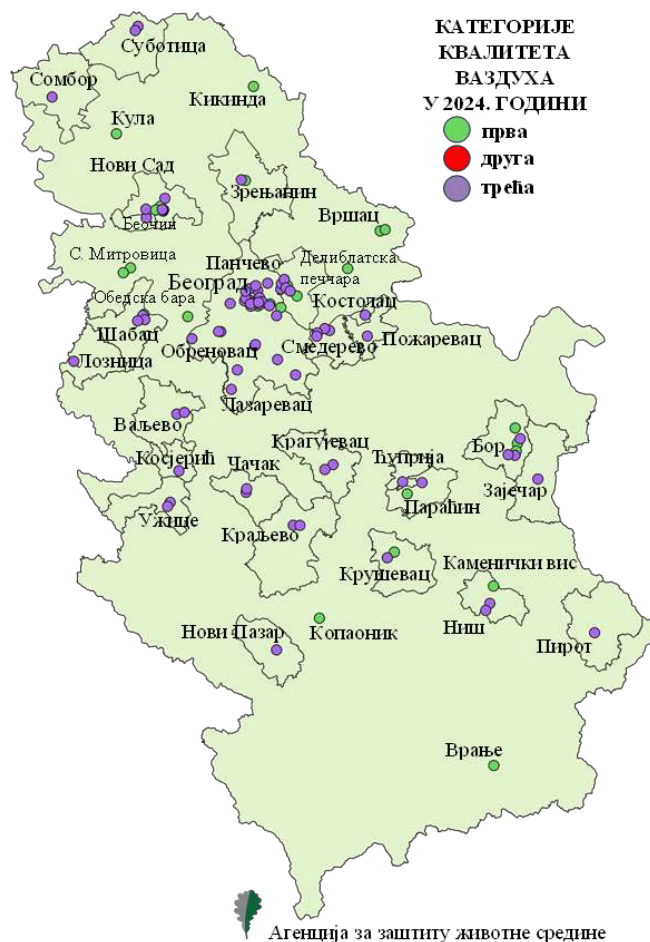 КАТЕГОРИЈЕ
КВАЛИТЕТА
ВАЗДУХА
У 2024. ГОДИНИ
прва
друга
трећа
Суботица
Сомбор
Кикинда
Кула
Нови Сад
Зрењанин
Беочин
Вршац
С. Митровица
Панчево
Делиблатска
печчара
Београд
Обедска бара
Костолац
Шабац
Обреновац
Смедерево
Пожаревац
Лозница
Лазаревац
Ваљево
Крагујевац
Бор
Косјерић
Чачак
Ћуприја
Зајечар
Ужице
Параћин
Краљево
Крушевац
Каменички вис
Нови Пазар
Копаоник
Ниш
Пирот
Врање
Агенција за заштиту животне средине